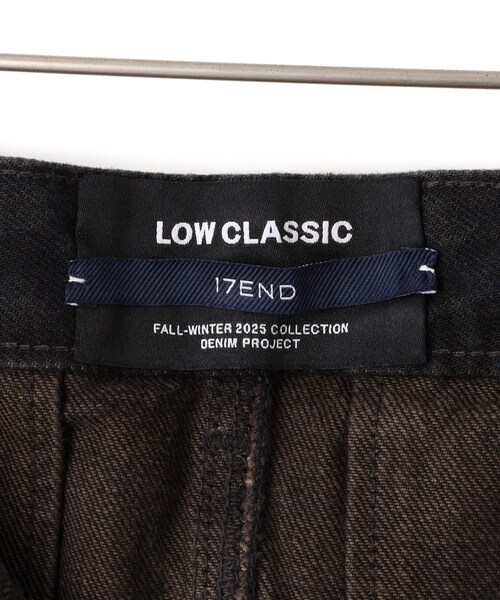 LOW CLASSIC
17END
FALL-WINTER 2025 COLLECTION
DENIM PROJECT